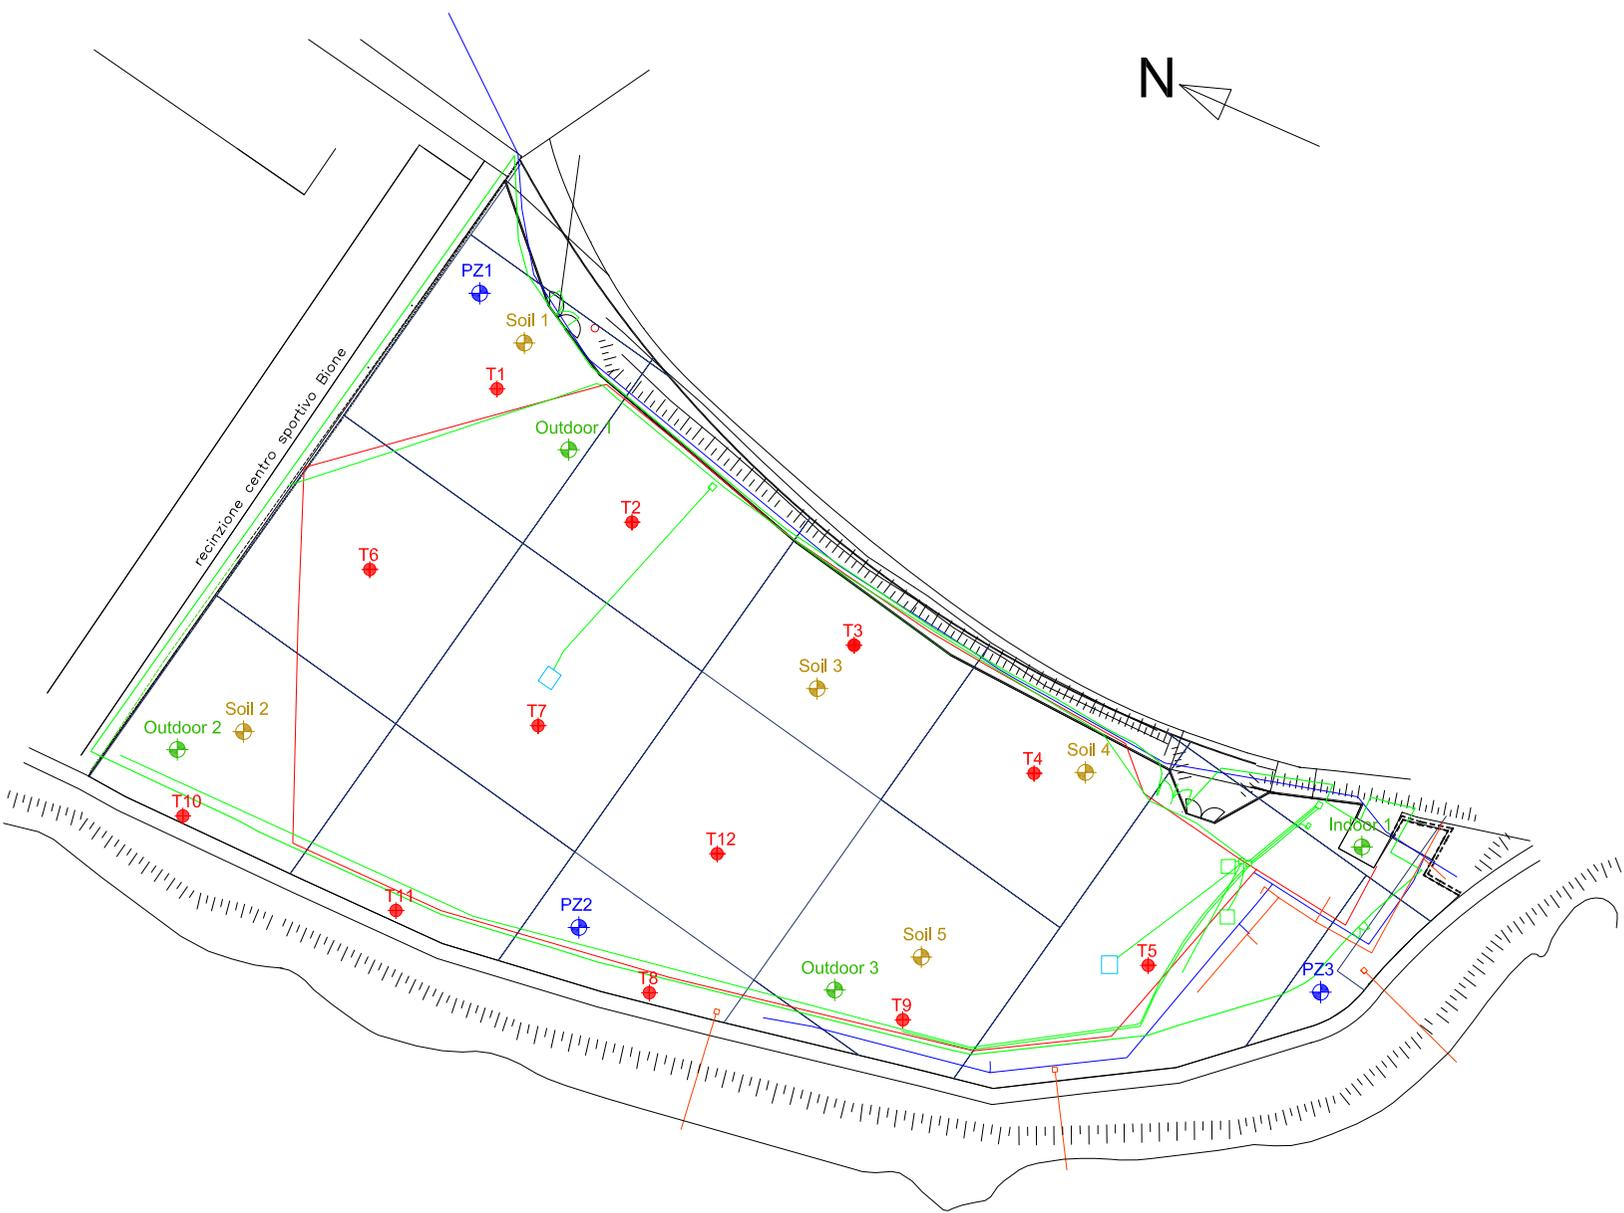 N
PZ1
Soil 1
recinzione centro sportivo Bione
T1
Outdoor 1
T2
T6
T3
Soil 3
Soil 2
T7
Outdoor 2
T4
Soil 4
T10
Indoor 1
T12
T11
PZ2
Soil 5
T5
Outdoor 3
PZ3
T8
T9